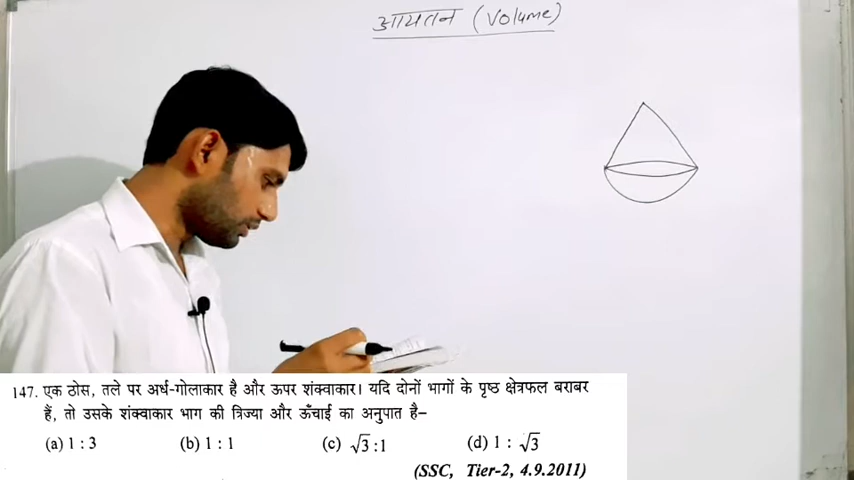 आयतन (Volume)
147. एक ठोस, तले पर अर्ध-गोलाकार है और ऊपर शंक्वाकार। यदि दोनों भागों के पृष्ठ क्षेत्रफल बराबर
हैं, तो उसके शंक्वाकार भाग की त्रिज्या और ऊँचाई का अनुपात है–
(a) 1 : 3 (b) 1 : 1 (c) √3 :1 (d) 1 : √3
(SSC, Tier-2, 4.9.2011)